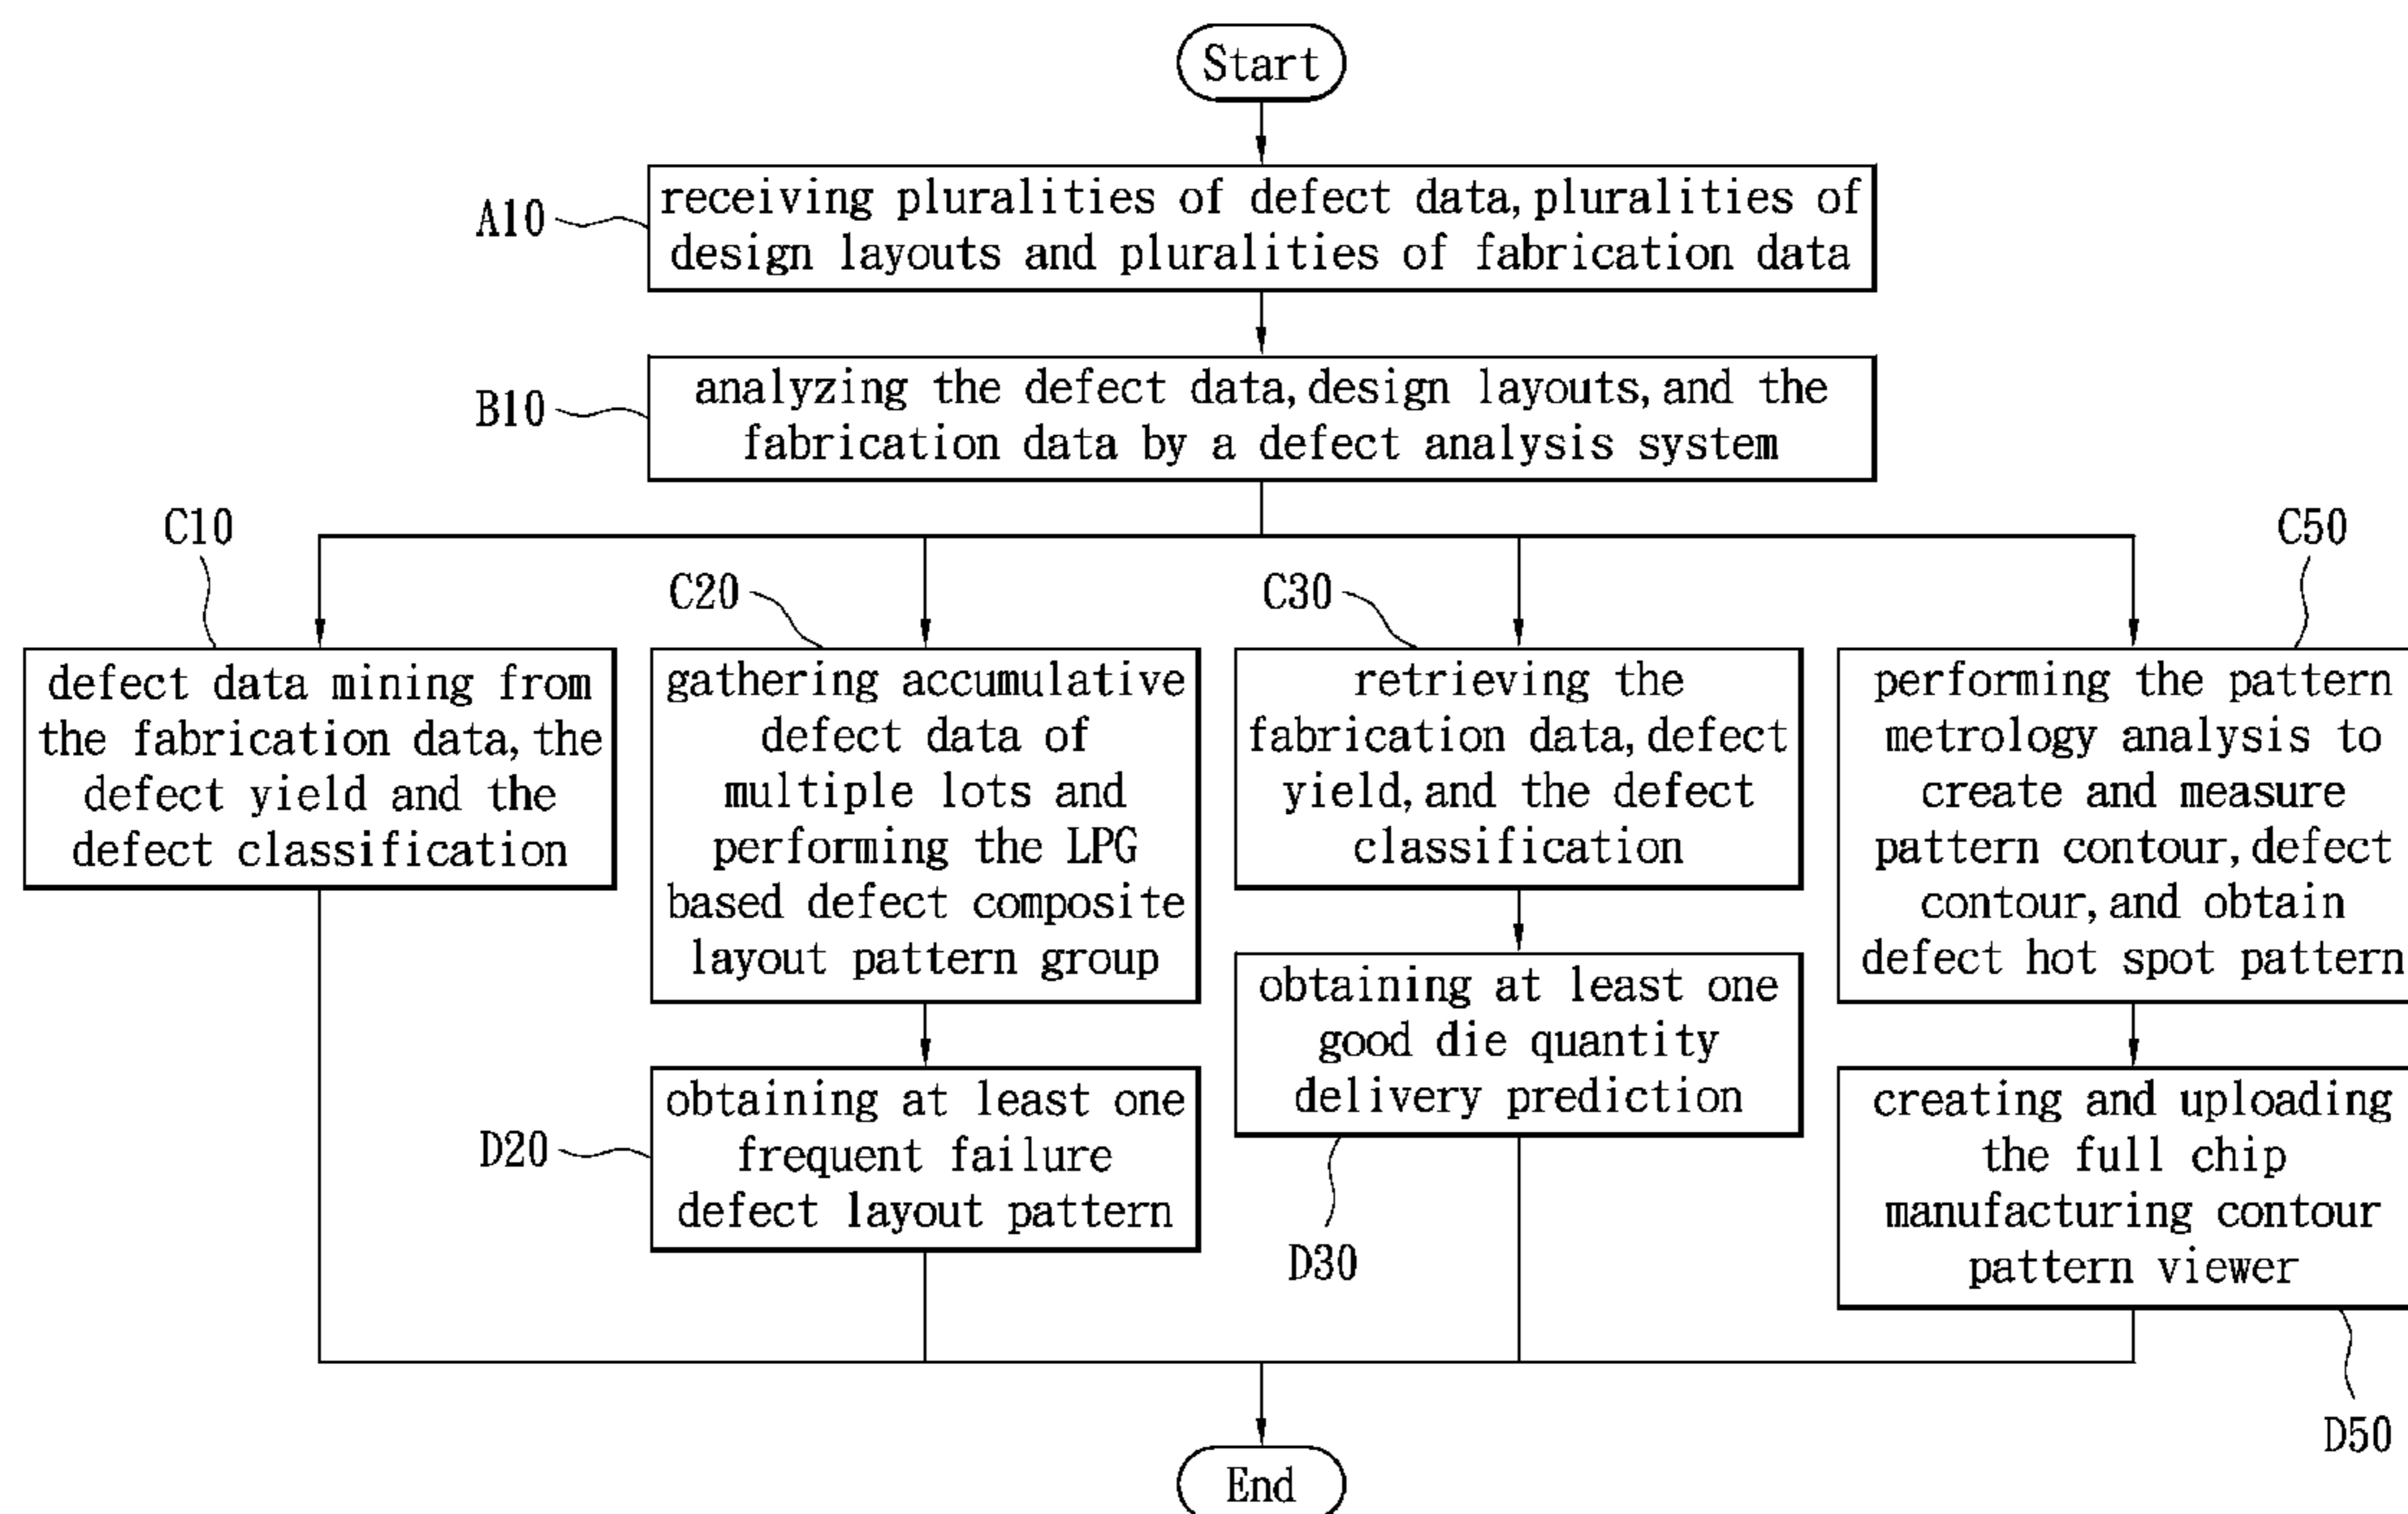 Start
A10
receiving pluralities of defect data, pluralities of
design layouts and pluralities of fabrication data
B10
analyzing the defect data, design layouts, and the
fabrication data by a defect analysis system
C10
defect data mining from
the fabrication data, the
defect yield and the
defect classification
C20
gathering accumulative
defect data of
multiple lots and
performing the LPG
based defect composite
layout pattern group
D20
obtaining at least one
frequent failure
defect layout pattern
C30
retrieving the
fabrication data, defect
yield, and the defect
classification
obtaining at least one
good die quantity
delivery prediction
D30
C50
performing the pattern
metrology analysis to
create and measure
pattern contour, defect
contour, and obtain
defect hot spot pattern
creating and uploading
the full chip
manufacturing contour
pattern viewer
D50
End